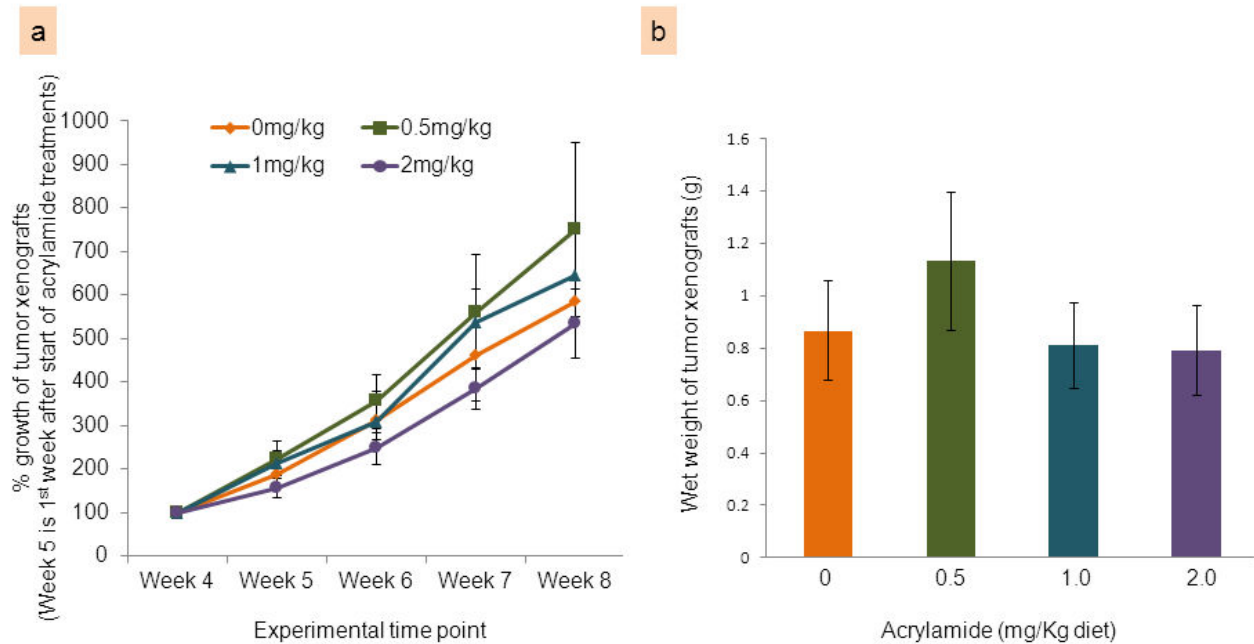 a
% growth of tumor xenografts
(Week 5 is 1st week after start of acrylamide treatments)
1000
900
800
700
600
500
400
300
200
100
0
0mg/kg
0.5mg/kg
1mg/kg
2mg/kg
Week 4
Week 5
Week 6
Week 7
Week 8
Experimental time point
b
Wet weight of tumor xenografts (g)
1.6
1.4
1.2
1
0.8
0.6
0.4
0.2
0
0
0.5
1.0
2.0
Acrylamide (mg/Kg diet)